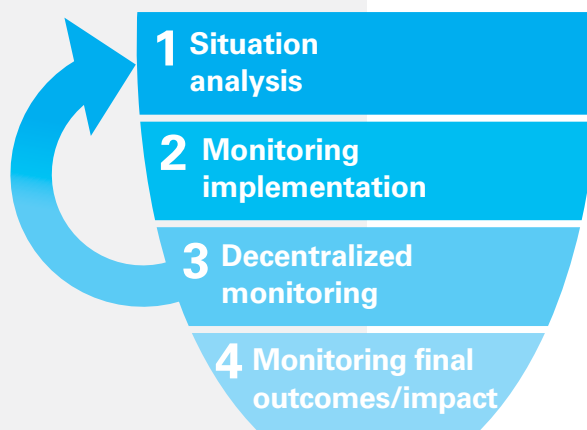 1 Situation
analysis
2 Monitoring
implementation
3 Decentralized
monitoring
4 Monitoring final
outcomes/impact